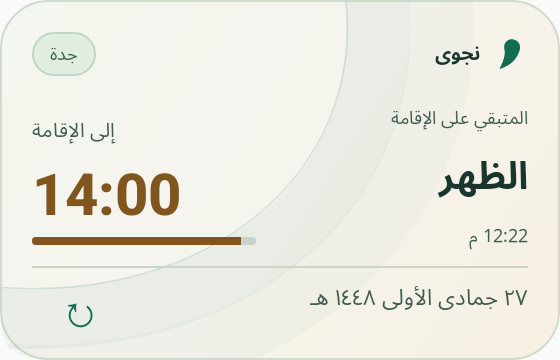 نجوى
جدة
المتبقي على الإقامة
الظهر
12:22 م
إلى الإقامة
14:00
٢٧ جمادى الأولى ١٤٤٨ هـ